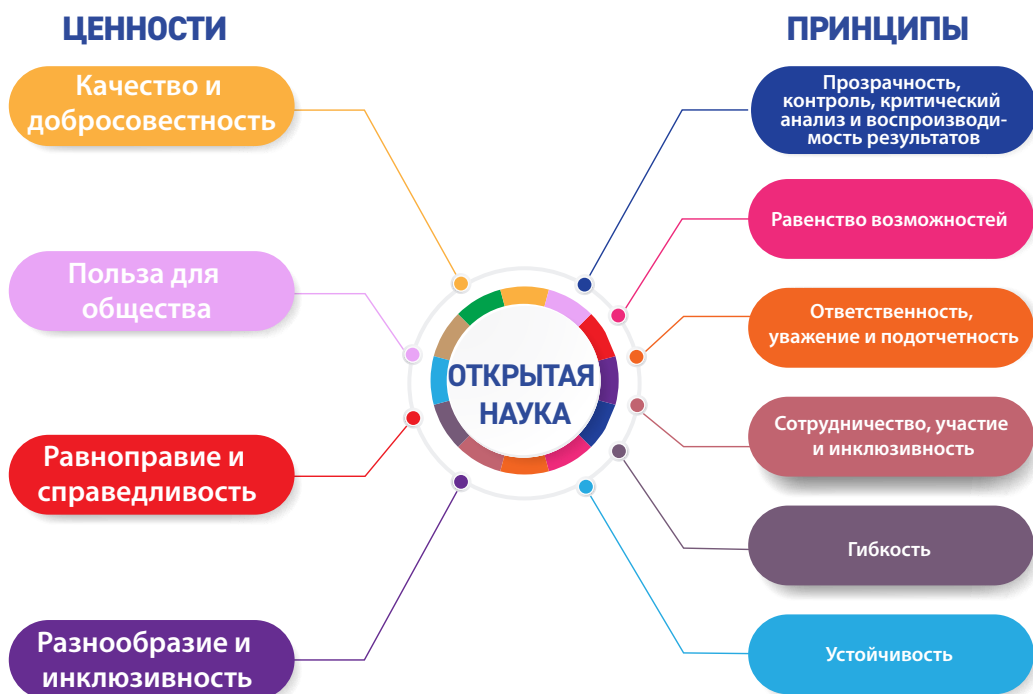 ЦЕННОСТИ
Качество и
добросовестность
Польза для
общества
Равноправие и
справедливость
Разнообразие и
инклюзивность
ОТКРЫТАЯ
НАУКА
ПРИНЦИПЫ
Прозрачность,
контроль, критический
анализ и воспроизводи-
мость результатов
Равенство возможностей
Ответственность,
уважение и подотчетность
Сотрудничество, участие
и инклюзивность
Гибкость
Устойчивость